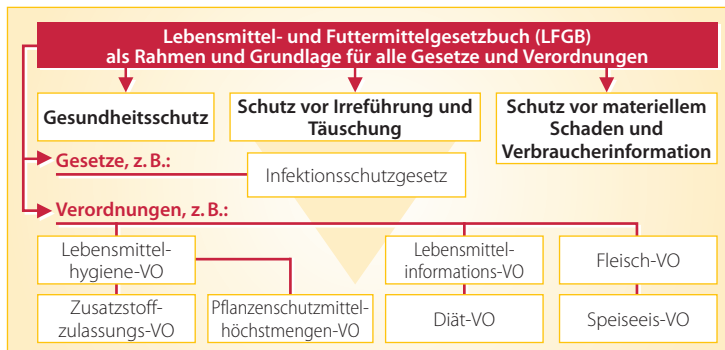 Lebensmittel- und Futtermittelgesetzbuch (LFGB)
als Rahmen und Grundlage für alle Gesetze und Verordnungen
Gesundheitsschutz
Schutz vor Irreführung und
Täuschung
Schutz vor materiellem
Schaden und
Verbraucherinformation
Gesetze, z. B.:
Infektionsschutzgesetz
Verordnungen, z. B.:
Lebensmittel-
hygiene-VO
Lebensmittel-
informations-VO
Fleisch-VO
Zusatzstoff-
zulassungs-VO
Pflanzenschutzmittel-
höchstmengen-VO
Diät-VO
Speiseeis-VO